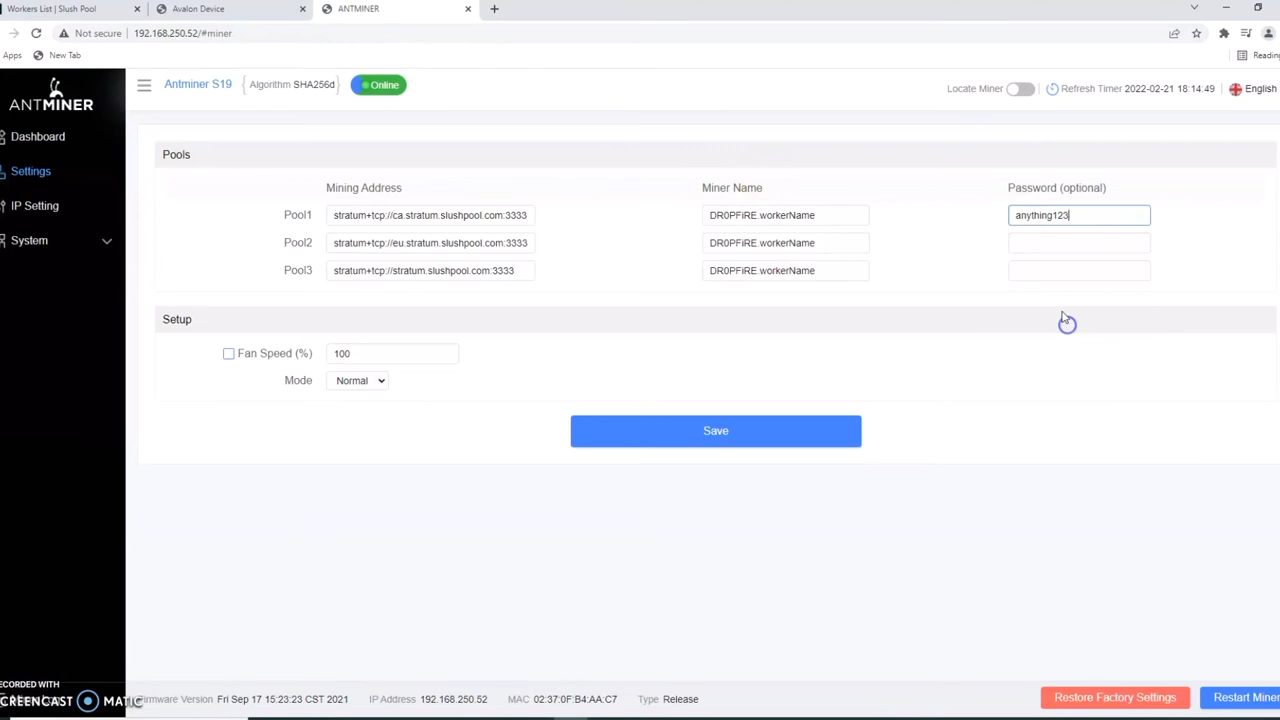 Workers List | Slush Pool
Avalon Device
ANTMINER
Not secure
192.168.250.52/#miner
Apps
New Tab
Reading
ANTMINER
Antminer S19
Algorithm SHA256d
Online
Locate Miner
Refresh Timer 2022-02-21 18:14:49
English
Dashboard
Settings
IP Setting
System
Pools
Mining Address
Miner Name
Password (optional)
Pool1
stratum+tcp://ca.stratum.slushpool.com:3333
DR0PFiRE.workerName
anything123
Pool2
stratum+tcp://eu.stratum.slushpool.com:3333
DR0PFiRE.workerName
Pool3
stratum+tcp://stratum.slushpool.com:3333
DR0PFiRE.workerName
Setup
Fan Speed (%)
100
Mode
Normal
Save
ECORDED WITH
CREENCAST MATIC
Firmware Version Fri Sep 17 15:23:23 CST 2021
IP Address 192.168.250.52
MAC 02:2C:0F:B4:AA:C7
Type Release
Restore Factory Settings
Restart Miner